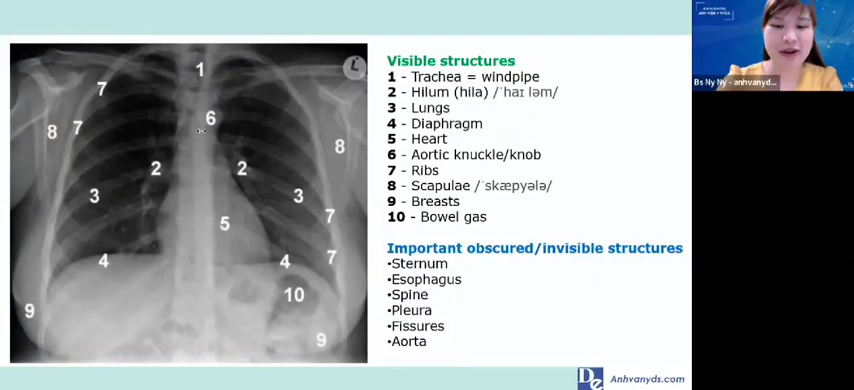 Visible structures
1 - Trachea = windpipe
2 - Hilum (hila) /ˈhaɪ ləm/
3 - Lungs
4 - Diaphragm
5 - Heart
6 - Aortic knuckle/knob
7 - Ribs
8 - Scapulae /ˈskæpyələ/
9 - Breasts
10 - Bowel gas
Important obscured/invisible structures
•Sternum
•Esophagus
•Spine
•Pleura
•Fissures
•Aorta
1
L
7
6
8
7
8
2
2
3
3
7
5
4
4
7
10
9
9
De
Anhvanyds.com
Bs Ny Ny - anhvanyd...